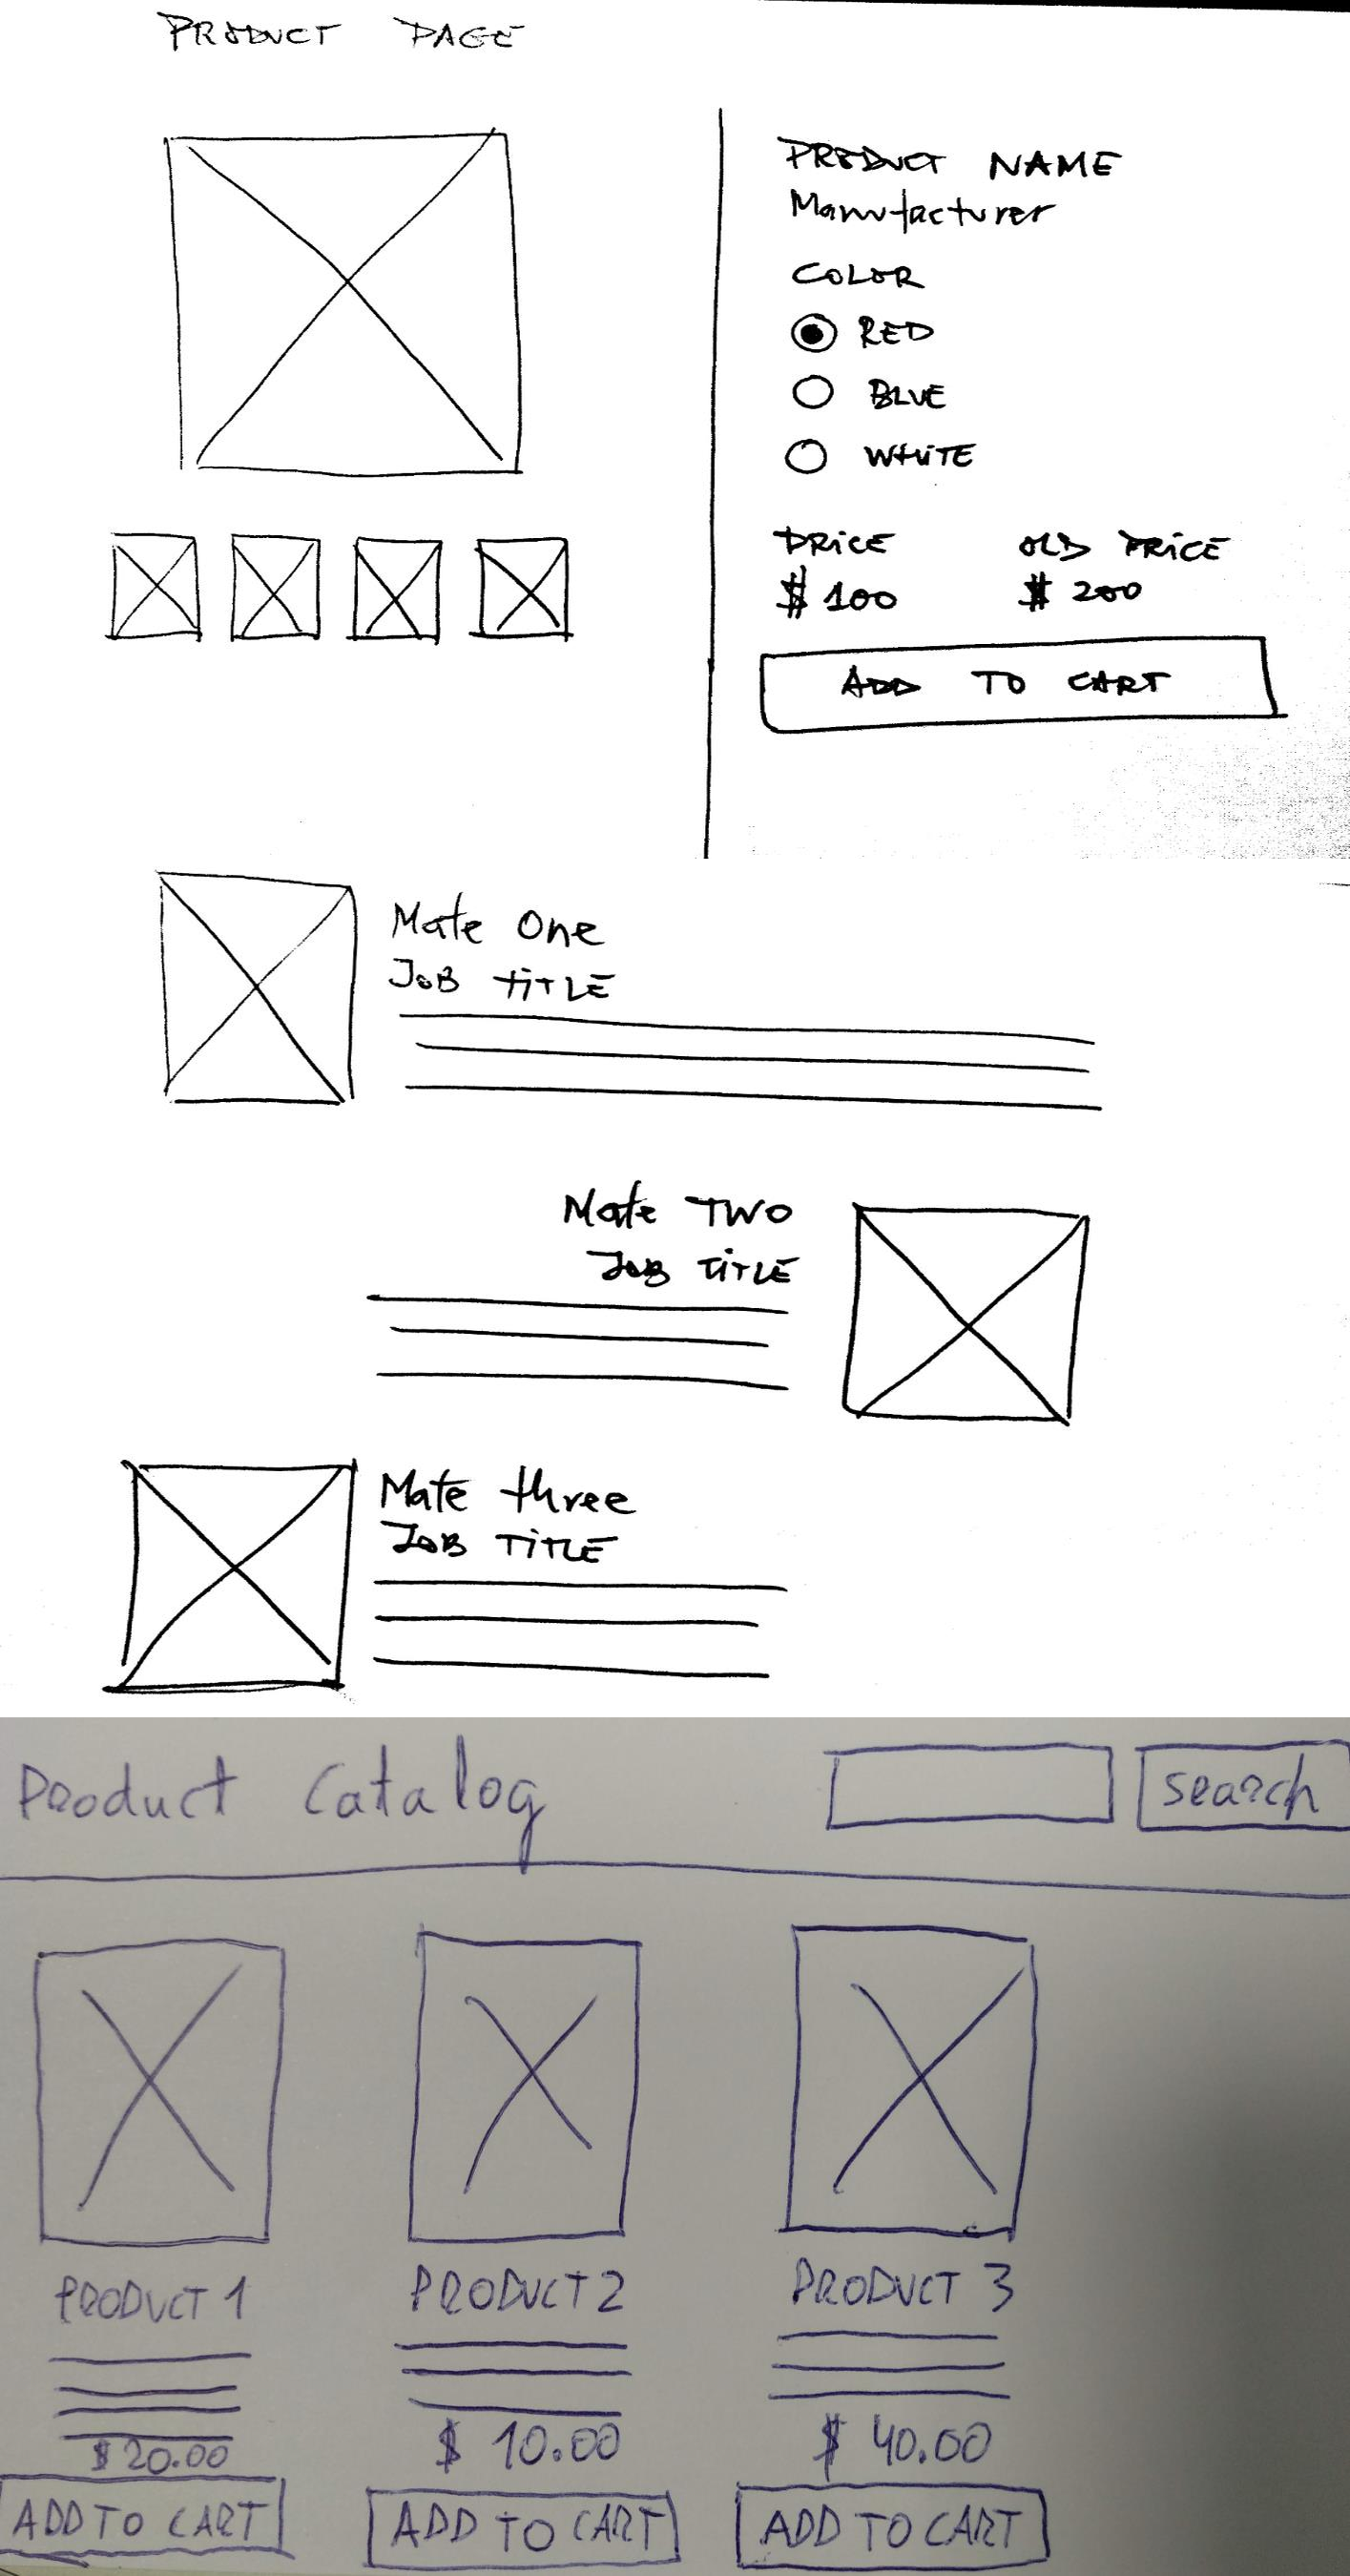 PRODUCT PAGE
PRODUCT NAME
Manufacturer
COLOR
RED
BLUE
WHITE
PRICE OLD PRICE
$ 100 $ 200
ADD TO CART
Mate One
JOB TITLE
Mate TWO
JOB TITLE
Mate three
JOB TITLE
Product Catalog search
PRODUCT 1 PRODUCT 2 PRODUCT 3
$ 20.00 $ 10.00 $ 40.00
ADD TO CART ADD TO CART ADD TO CART